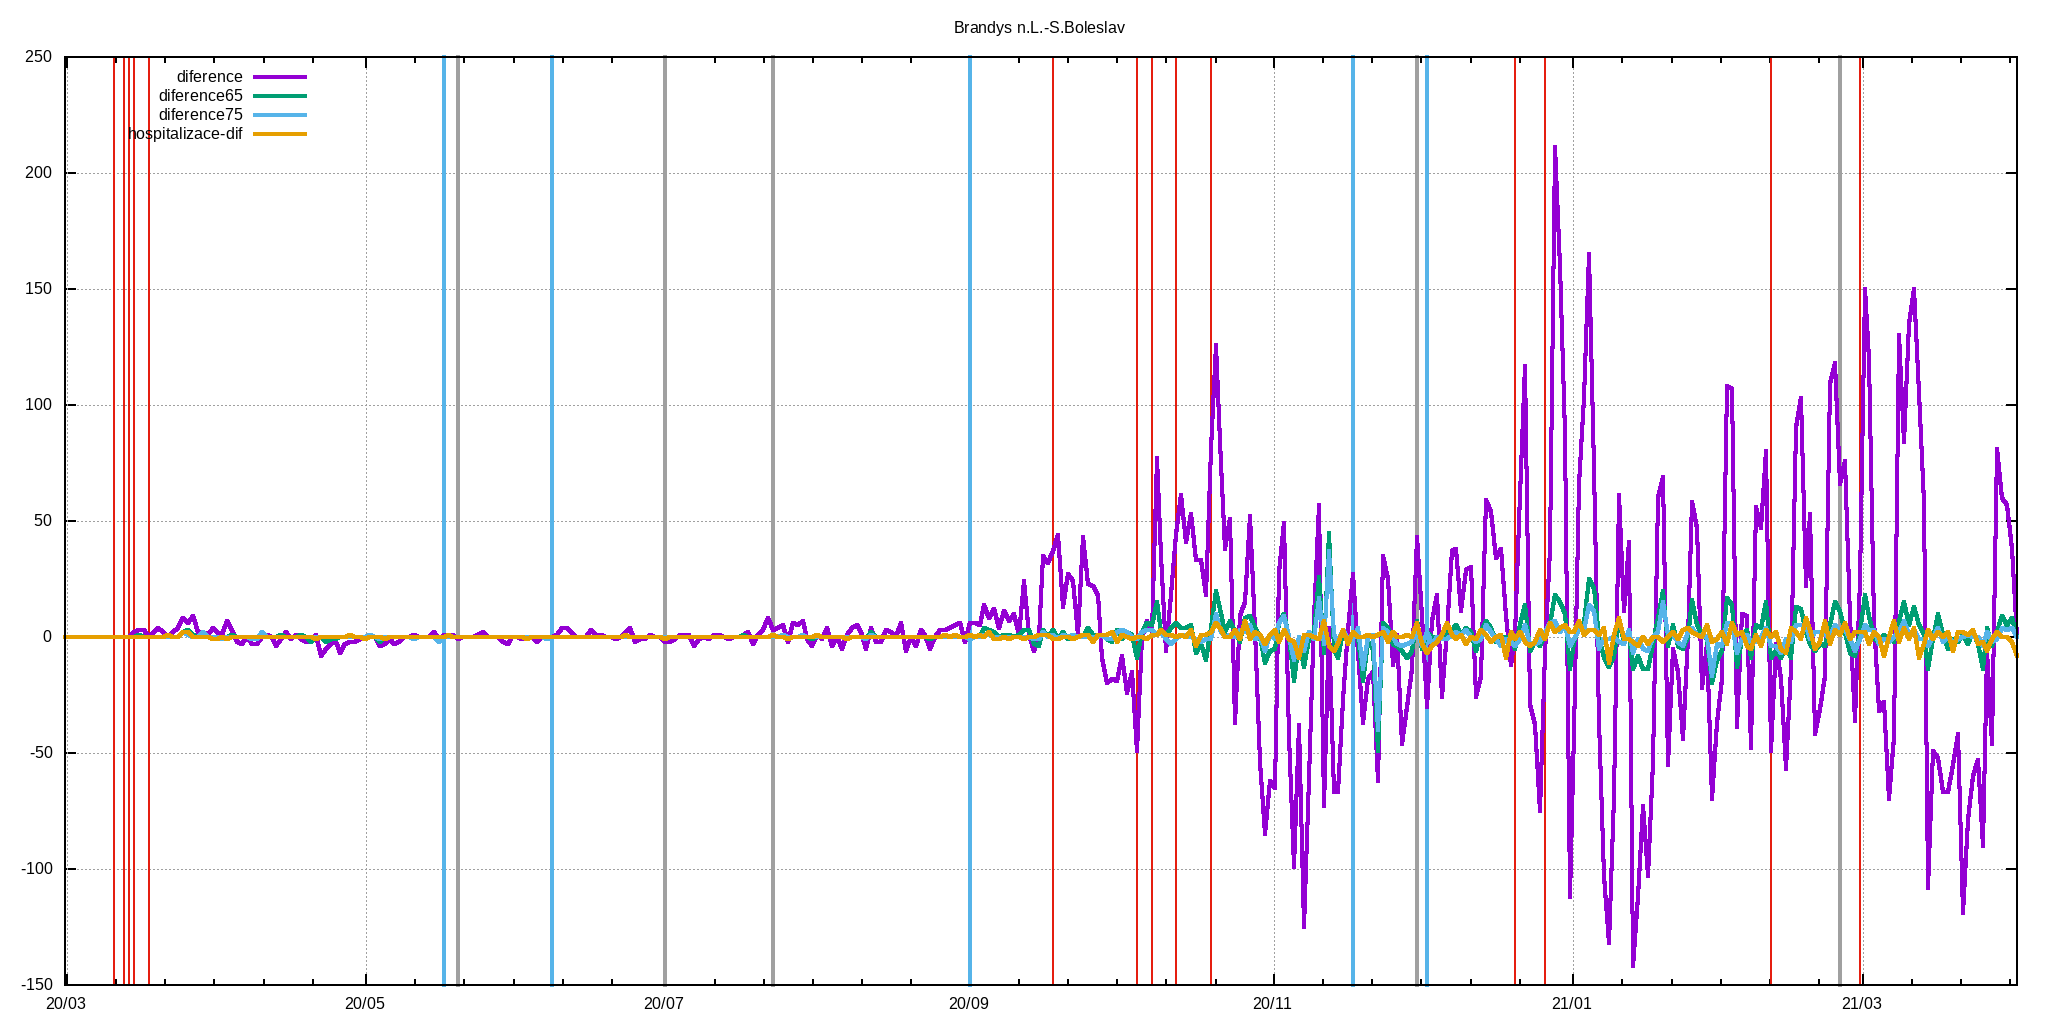 Brandys n.L.-S.Boleslav
250
200
150
100
50
0
-50
-100
-150
diference
diference65
diference75
hospitalizace-dif
20/03 20/05 20/07 20/09 20/11 21/01 21/03